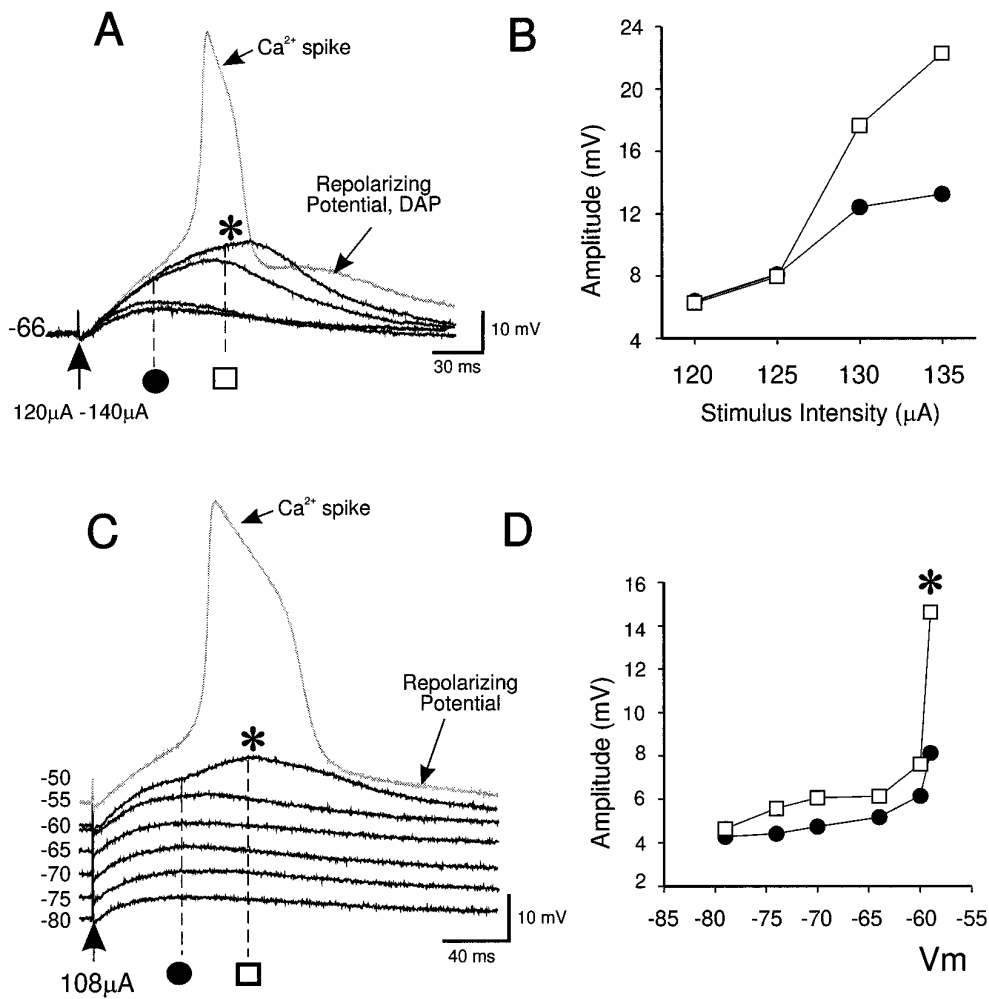 A
Ca²⁺ spike
Repolarizing
Potential, DAP
*
-66
10 mV
30 ms
120µA -140µA
B
24
20
16
12
8
4
Amplitude (mV)
120 125 130 135
Stimulus Intensity (µA)
C
Ca²⁺ spike
Repolarizing
Potential
*
-50
-55
-60
-65
-70
-75
-80
10 mV
40 ms
108µA
D
*
16
14
12
10
8
6
4
2
Amplitude (mV)
-85 -80 -75 -70 -65 -60 -55
Vm